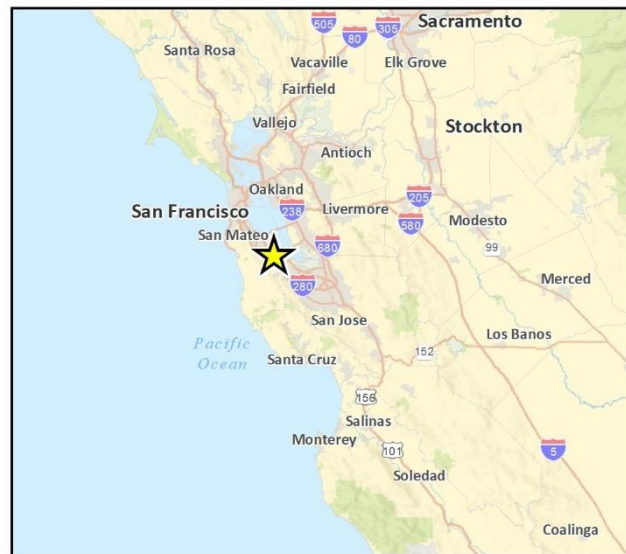 505
80
305
Sacramento
Santa Rosa
Vacaville
Elk Grove
Fairfield
Vallejo
Stockton
Antioch
Oakland
238
Livermore
205
San Francisco
580
Modesto
San Mateo
680
99
280
Merced
San Jose
Los Banos
Pacific
Ocean
152
Santa Cruz
156
Salinas
Monterey
101
5
Soledad
Coalinga